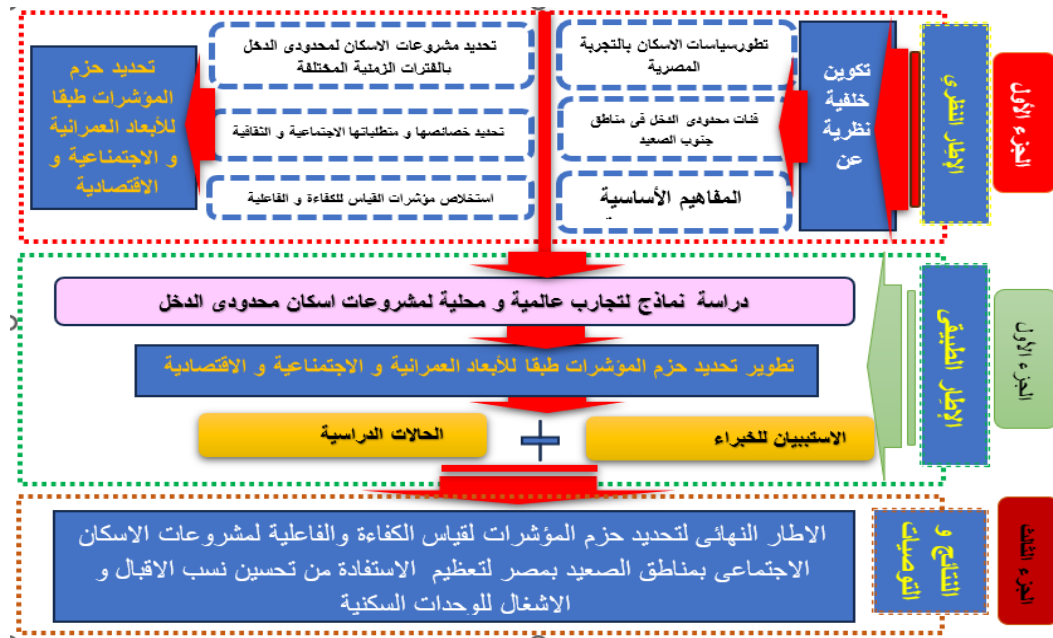 الجزء الأول
الإطار النظرى
تكوين
خلفية
نظرية
عن
تطورسياسات الاسكان بالتجربة
المصرية
فئات محدودى الدخل فى مناطق
جنوب الصعيد
المفاهيم الأساسية
تحديد مشروعات الاسكان لمحدودى الدخل
بالفترات الزمنية المختلفة
تحديد خصائصها و متطلباتها الاجتماعية و الثقافية
استخلاص مؤشرات القياس للكفاءة و الفاعلية
تحديد حزم
المؤشرات طبقا
للأبعاد العمرانية
و الاجتمناعية و
الاقتصادية
الجزء الأول
الإطار الطبيقى
دراسة نماذج لتجارب عالمية و محلية لمشروعات اسكان محدودى الدخل
تطوير تحديد حزم المؤشرات طبقا للأبعاد العمرانية و الاجتمناعية و الاقتصادية
الاستبيبان للخبراء
الحالات الدراسية
الجزء الثالث
النتائج و
التوصيات
الاطار النهائى لتحديد حزم المؤشرات لقياس الكفاءة والفاعلية لمشروعات الاسكان
الاجتماعى بمناطق الصعيد بمصر لتعظيم الاستفادة من تحسين نسب الاقبال و
الاشغال للوحدات السكنية